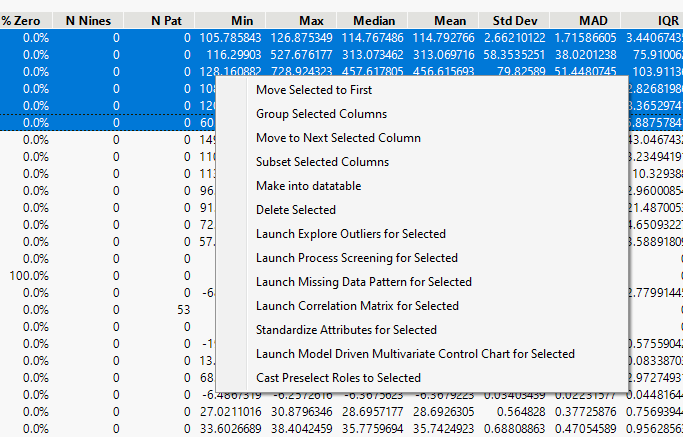 % Zero N Nines N Pat Min Max Median Mean Std Dev MAD IQR
0.0% 0 0 105.785843 126.875349 114.767486 114.792766 2.66210122 1.71586605 3.4406743
0.0% 0 0 116.29903 527.676177 313.073462 313.069716 58.3535251 38.0201238 75.91006
0.0% 0 0 128.160882 728.924323 457.617805 456.615693 79.82589 51.4480745 103.9113
0.0% 0 0 108 2.8268198
0.0% 0 0 120 3.3652974
0.0% 0 0 60 5.8875784
0.0% 0 0 149 43.0467432
0.0% 0 0 110 3.2349419
0.0% 0 0 113 10.32938
0.0% 0 0 96 2.9600085
0.0% 0 0 91 21.487005
0.0% 0 0 72 4.6509322
0.0% 0 0 57. 3.5889180
0.0% 0 0
100.0% 0 0
0.0% 0 0 -6 2.7799144
0.0% 0 53
0.0% 0 0
0.0% 0 0 -1 0.5755904
0.0% 0 0 13. 0.0833870
0.0% 0 0 68 2.9727493
0.0% 0 0 -6.4867319 -6.2572616 -6.3675623 -6.3679223 0.03403439 0.02231577 0.0448181
0.0% 0 0 27.0211016 30.8796346 28.6957177 28.6926305 0.564828 0.37725876 0.7569394
0.0% 0 0 33.6026689 38.4042459 35.7759694 35.7424923 0.68808863 0.47054589 0.9562853
Move Selected to First
Group Selected Columns
Move to Next Selected Column
Subset Selected Columns
Make into datatable
Delete Selected
Launch Explore Outliers for Selected
Launch Process Screening for Selected
Launch Missing Data Pattern for Selected
Launch Correlation Matrix for Selected
Standardize Attributes for Selected
Launch Model Driven Multivariate Control Chart for Selected
Cast Preselect Roles to Selected